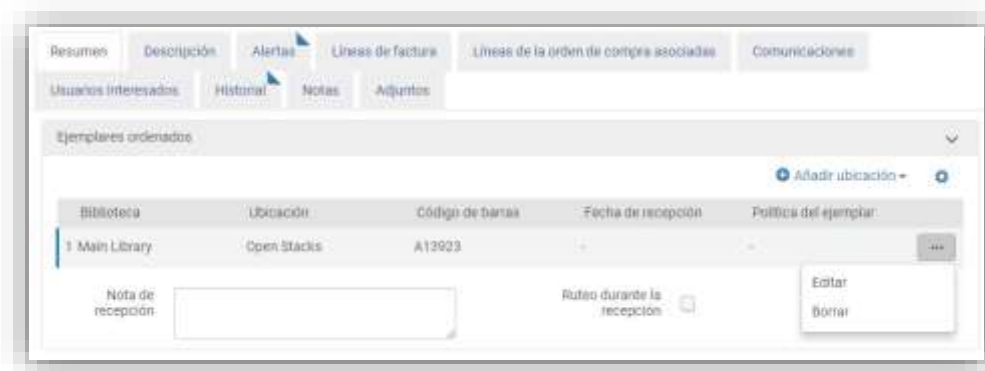 Resumen Descripción Alertas Líneas de factura Líneas de la orden de compra asociadas Comunicaciones
Usuarios interesados Historial Notas Adjuntos
Ejemplares ordenados
Añadir ubicación
Biblioteca Ubicación Código de barras Fecha de recepción Política del ejemplar
1 Main Library Open Stacks A13923 - -
Nota de recepción Ruteo durante la recepción
Editar
Borrar